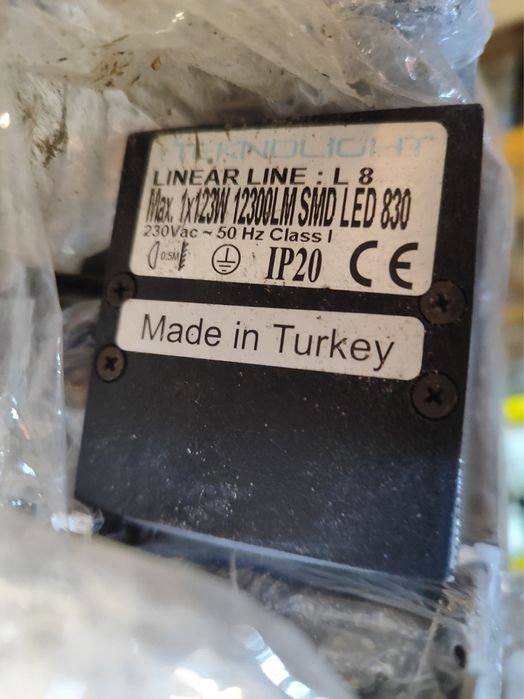 TEKNOLIGHT
LINEAR LINE : L 8
Max. 1x123W 12300LM SMD LED 830
230Vac ~ 50 Hz Class I
0.5M IP20 CE
Made in Turkey